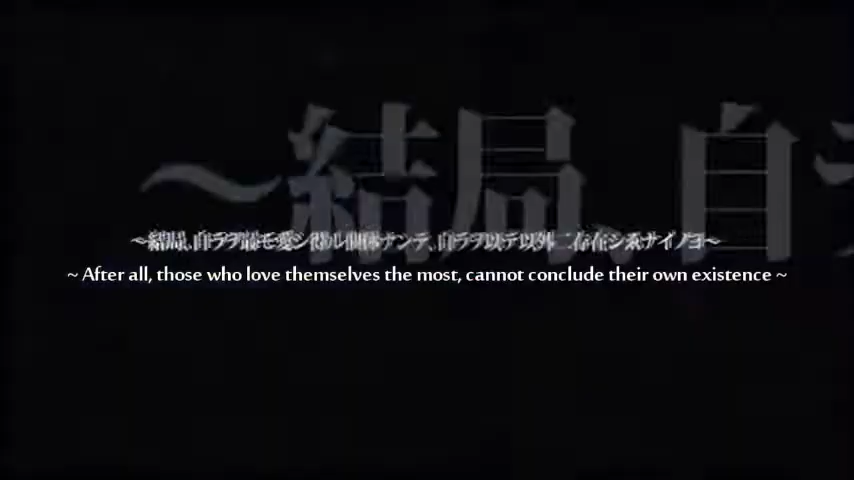 ～結局、自
～結局、自ラヲ最モ愛シ得ル個体ナンテ、自ラヲ以テ以外ニ存在シ系ナイノヨ～
~ After all, those who love themselves the most, cannot conclude their own existence ~